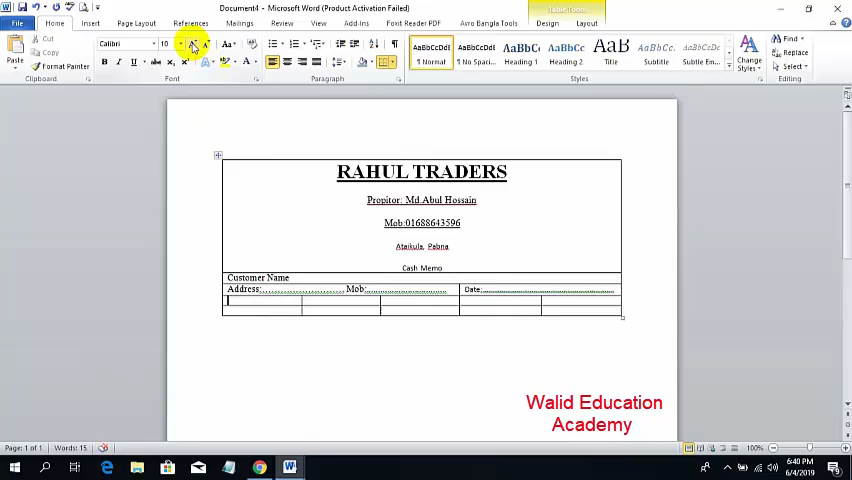 Document4 - Microsoft Word (Product Activation Failed)
Table Tools
File Home Insert Page Layout References Mailings Review View Add-Ins Foxit Reader PDF Avro Bangla Tools Design Layout
Paste
Cut
Copy
Format Painter
Clipboard
Calibri 10
Font
Paragraph
AaBbCcDdE AaBbCcDdE AaBbC AaBbCc AaB AaBbCc. AaBbCcDd
¶ Normal ¶ No Spaci... Heading 1 Heading 2 Title Subtitle Subtle Em...
Styles
Change Styles
Find
Replace
Select
Editing
RAHUL TRADERS
Propitor: Md.Abul Hossain
Mob:01688643596
Ataikula, Pabna
Cash Memo
Customer Name
Address:............................ Mob:............................
Date:............................
Walid Education
Academy
Page: 1 of 1 Words: 15 100%
6:40 PM
6/4/2019